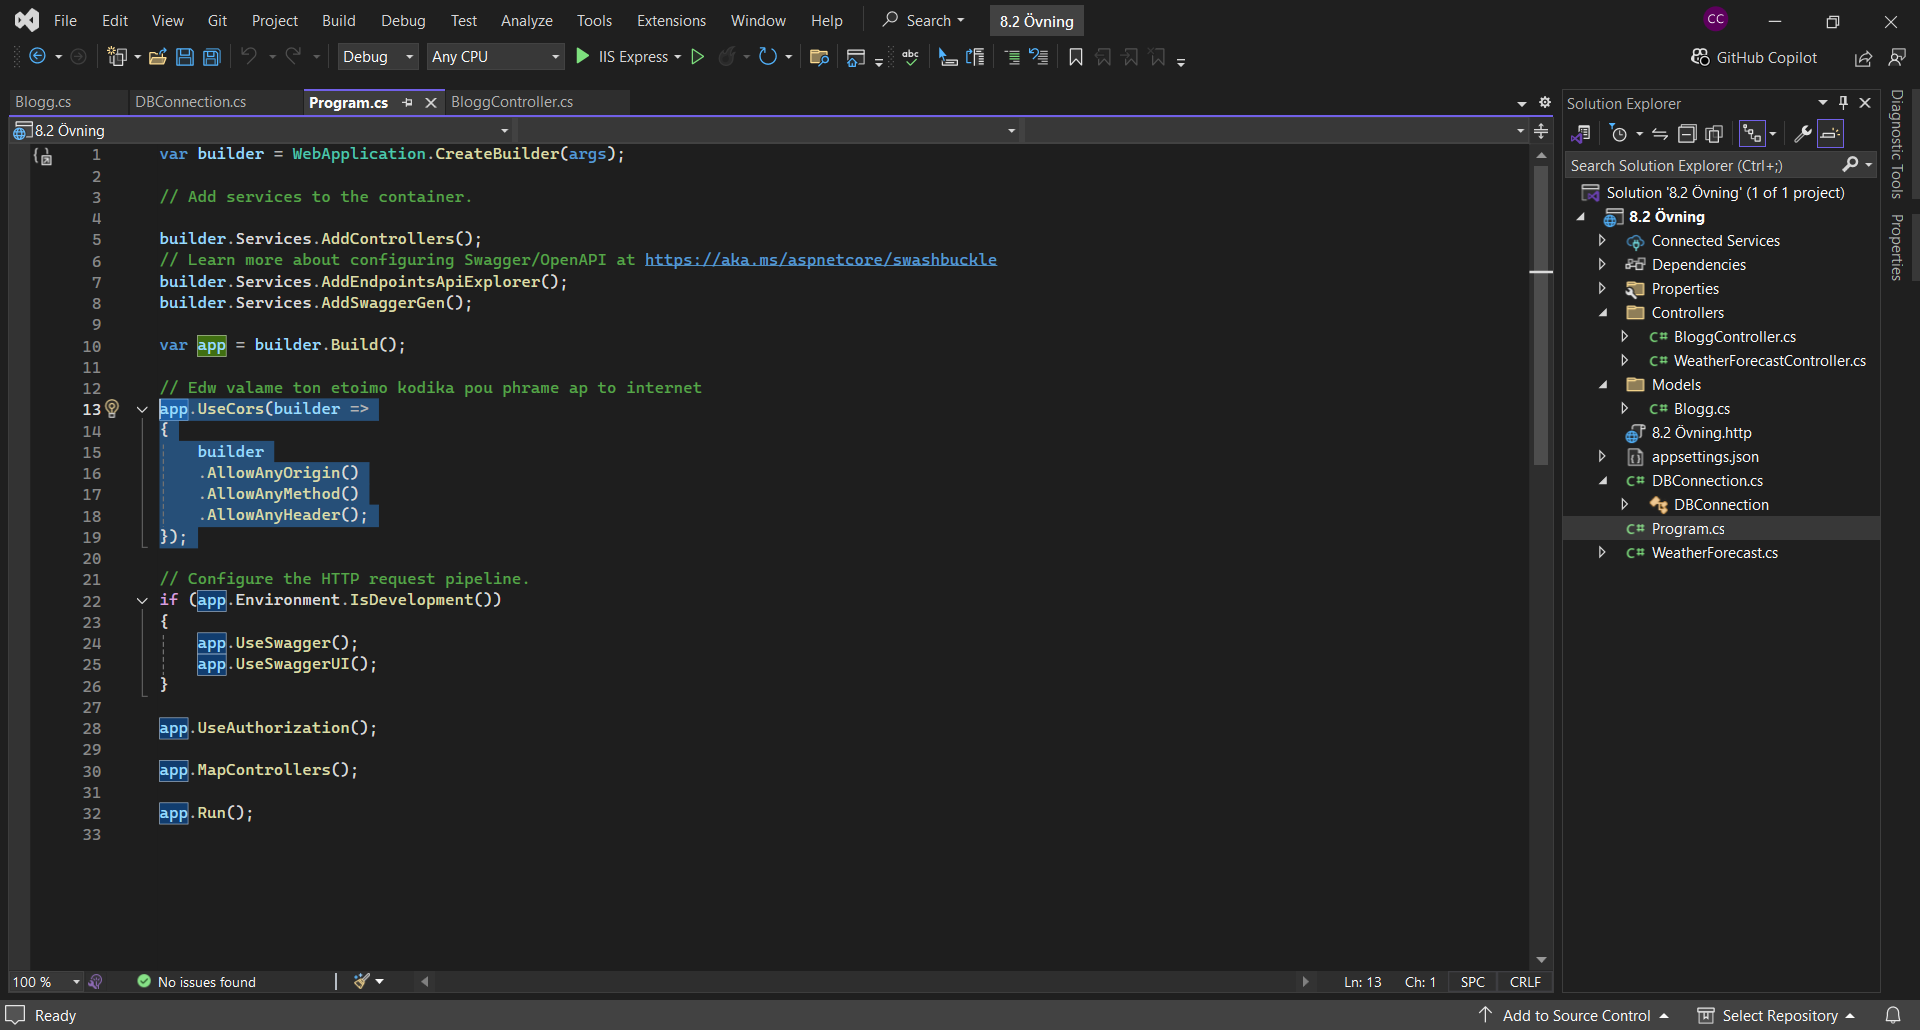 File Edit View Git Project Build Debug Test Analyze Tools Extensions Window Help Search 8.2 Övning CC
Debug Any CPU IIS Express abc GitHub Copilot
Blogg.cs DBConnection.cs Program.cs BloggController.cs
8.2 Övning
1 var builder = WebApplication.CreateBuilder(args);
2
3 // Add services to the container.
4
5 builder.Services.AddControllers();
6 // Learn more about configuring Swagger/OpenAPI at https://aka.ms/aspnetcore/swashbuckle
7 builder.Services.AddEndpointsApiExplorer();
8 builder.Services.AddSwaggerGen();
9
10 var app = builder.Build();
11
12 // Edw valame ton etoimo kodika pou phrame ap to internet
13 app.UseCors(builder =>
14 {
15 builder
16 .AllowAnyOrigin()
17 .AllowAnyMethod()
18 .AllowAnyHeader();
19 });
20
21 // Configure the HTTP request pipeline.
22 if (app.Environment.IsDevelopment())
23 {
24 app.UseSwagger();
25 app.UseSwaggerUI();
26 }
27
28 app.UseAuthorization();
29
30 app.MapControllers();
31
32 app.Run();
33
100 % No issues found Ln: 13 Ch: 1 SPC CRLF
Solution Explorer
Search Solution Explorer (Ctrl+;)
Solution '8.2 Övning' (1 of 1 project)
8.2 Övning
Connected Services
Dependencies
Properties
Controllers
C# BloggController.cs
C# WeatherForecastController.cs
Models
C# Blogg.cs
8.2 Övning.http
appsettings.json
C# DBConnection.cs
DBConnection
C# Program.cs
C# WeatherForecast.cs
Diagnostic Tools
Properties
Ready Add to Source Control Select Repository